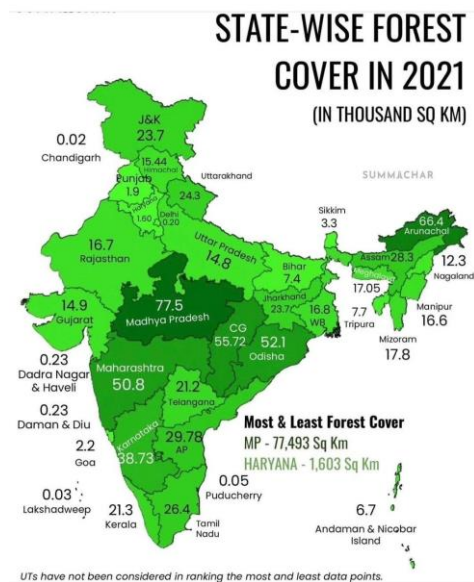 STATE-WISE FOREST
COVER IN 2021
(IN THOUSAND SQ KM)
SUMMACHAR
J&K
23.7
0.02
Chandigarh
15.44
Himachal
Punjab
1.9
Uttarakhand
24.3
Haryana
1.60
Delhi
0.20
16.7
Rajasthan
Uttar Pradesh
14.8
Sikkim
3.3
66.4
Arunachal
Assam 28.3
12.3
Nagaland
Meghalaya
17.05
Bihar
7.4
Jharkhand
23.7
16.8
WB
7.7
Tripura
Manipur
16.6
Mizoram
17.8
14.9
Gujarat
77.5
Madhya Pradesh
CG
55.72
52.1
Odisha
0.23
Dadra Nagar
& Haveli
Maharashtra
50.8
21.2
Telangana
0.23
Daman & Diu
Most & Least Forest Cover
MP - 77,493 Sq Km
HARYANA - 1,603 Sq Km
2.2
Goa
Karnataka
38.73
29.78
AP
0.05
Puducherry
0.03
Lakshadweep
21.3
Kerala
26.4
Tamil
Nadu
6.7
Andaman & Nicobar
Island
UTs have not been considered in ranking the most and least data points.